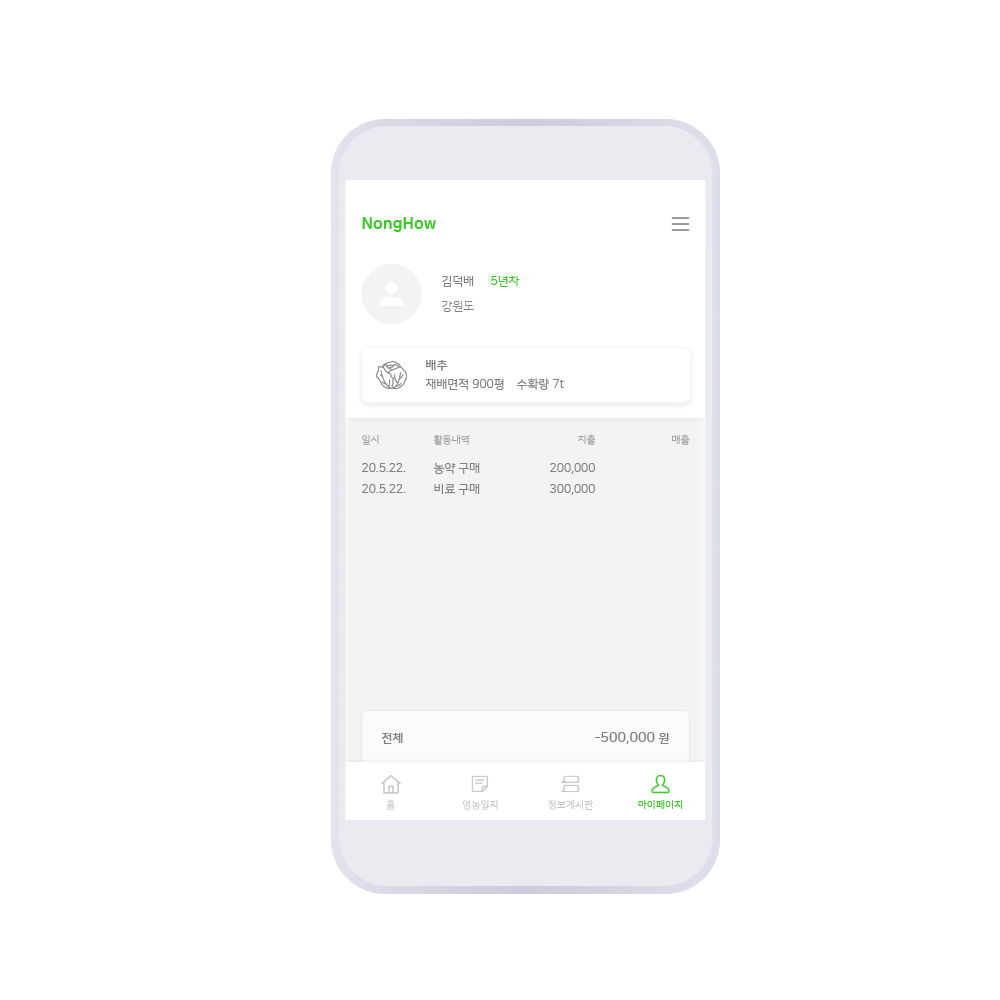 NongHow
김덕배 5년차
강원도
배추
재배면적 900평 수확량 7t
일시 활동내역 지출 매출
20.5.22. 농약 구매 200,000
20.5.22. 비료 구매 300,000
전체 -500,000 원
홈 영농일지 정보게시판 마이페이지